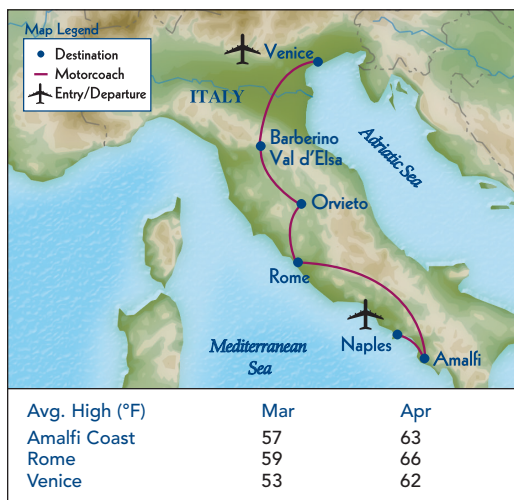 Map Legend
Destination
Motorcoach
Entry/Departure
Venice
ITALY
Barberino
Val d'Elsa
Adriatic Sea
Orvieto
Rome
Naples
Mediterranean
Sea
Amalfi
Avg. High (°F) Mar Apr
Amalfi Coast 57 63
Rome 59 66
Venice 53 62